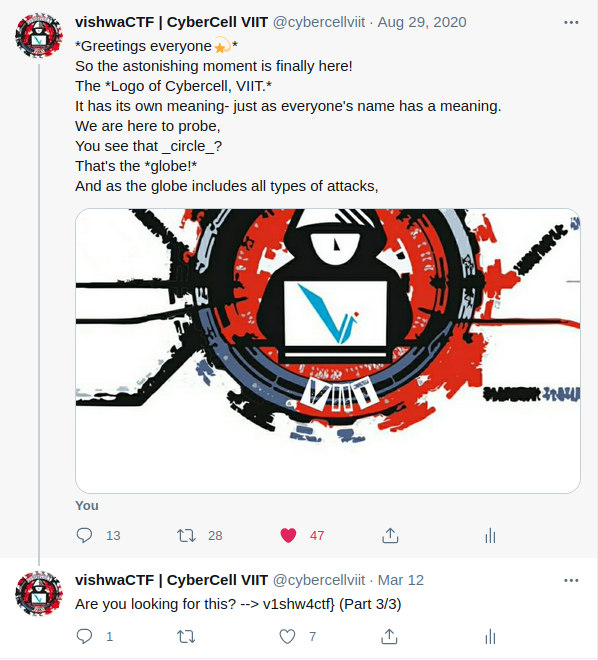 vishwaCTF | CyberCell VIIT @cybercellviit · Aug 29, 2020
*Greetings everyone💫*
So the astonishing moment is finally here!
The *Logo of Cybercell, VIIT.*
It has its own meaning- just as everyone's name has a meaning.
We are here to probe,
You see that _circle_?
That's the *globe!*
And as the globe includes all types of attacks,
Vi
VIIT
You
13 28 47
vishwaCTF | CyberCell VIIT @cybercellviit · Mar 12
Are you looking for this? --> v1shw4ctf} (Part 3/3)
1 7